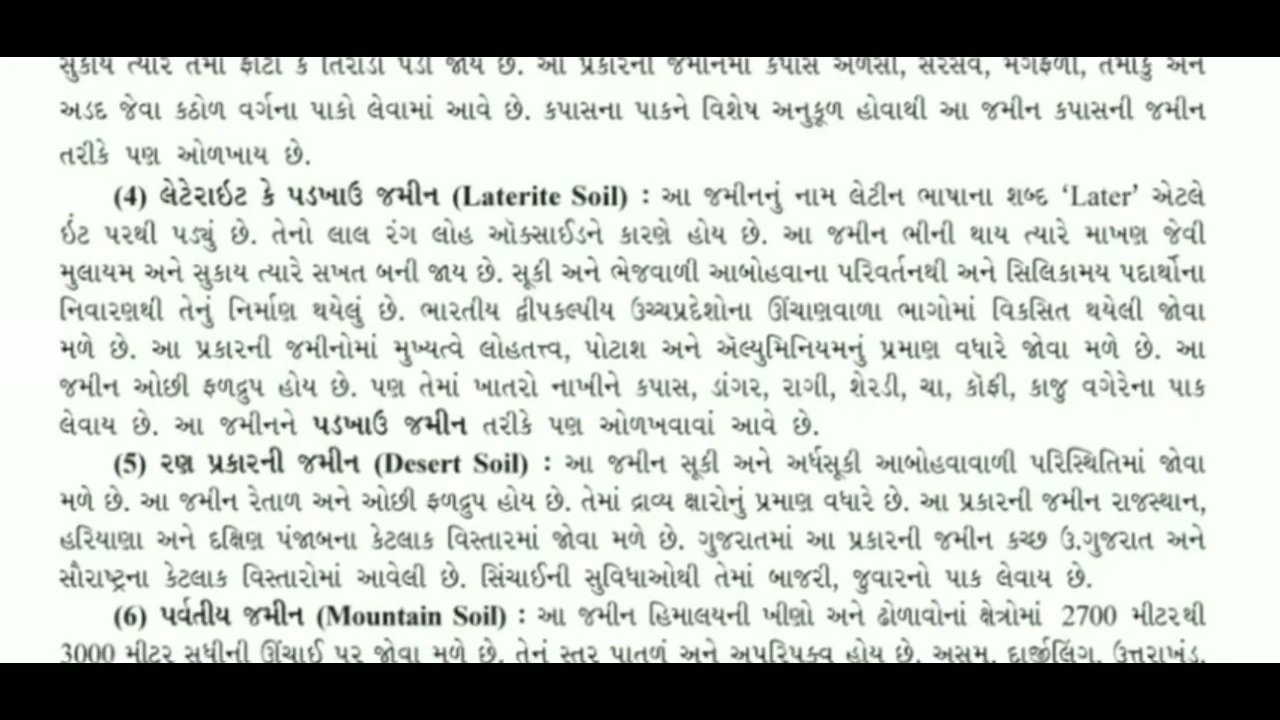 સુકાય ત્યારે તેમાં ફાટો કે તિરાડો પડી જાય છે. આ પ્રકારની જમીનમાં કપાસ અળસી, સરસવ, મગફળી, તમાકુ અને
અડદ જેવા કઠોળ વર્ગના પાકો લેવામાં આવે છે. કપાસના પાકને વિશેષ અનુકૂળ હોવાથી આ જમીન કપાસની જમીન
તરીકે પણ ઓળખાય છે.
(4) લેટેરાઇટ કે પડખાઉ જમીન (Laterite Soil) : આ જમીનનું નામ લેટીન ભાષાના શબ્દ ‘Later’ એટલે
ઇંટ પરથી પડ્યું છે. તેનો લાલ રંગ લોહ ઑક્સાઈડને કારણે હોય છે. આ જમીન ભીની થાય ત્યારે માખણ જેવી
મુલાયમ અને સુકાય ત્યારે સખત બની જાય છે. સૂકી અને ભેજવાળી આબોહવાના પરિવર્તનથી અને સિલિકામય પદાર્થોના
નિવારણથી તેનું નિર્માણ થયેલું છે. ભારતીય દ્વીપકલ્પીય ઉચ્ચપ્રદેશોના ઊંચાણવાળા ભાગોમાં વિકસિત થયેલી જોવા
મળે છે. આ પ્રકારની જમીનોમાં મુખ્યત્વે લોહતત્ત્વ, પોટાશ અને ઍલ્યુમિનિયમનું પ્રમાણ વધારે જોવા મળે છે. આ
જમીન ઓછી ફળદ્રુપ હોય છે. પણ તેમાં ખાતરો નાખીને કપાસ, ડાંગર, રાગી, શેરડી, ચા, કૉફી, કાજુ વગેરેના પાક
લેવાય છે. આ જમીનને પડખાઉ જમીન તરીકે પણ ઓળખવાવાં આવે છે.
(5) રણ પ્રકારની જમીન (Desert Soil) : આ જમીન સૂકી અને અર્ધસૂકી આબોહવાવાળી પરિસ્થિતિમાં જોવા
મળે છે. આ જમીન રેતાળ અને ઓછી ફળદ્રુપ હોય છે. તેમાં દ્રાવ્ય ક્ષારોનું પ્રમાણ વધારે છે. આ પ્રકારની જમીન રાજસ્થાન,
હરિયાણા અને દક્ષિણ પંજાબના કેટલાક વિસ્તારમાં જોવા મળે છે. ગુજરાતમાં આ પ્રકારની જમીન કચ્છ ઉ.ગુજરાત અને
સૌરાષ્ટ્રના કેટલાક વિસ્તારોમાં આવેલી છે. સિંચાઈની સુવિધાઓથી તેમાં બાજરી, જુવારનો પાક લેવાય છે.
(6) પર્વતીય જમીન (Mountain Soil) : આ જમીન હિમાલયની ખીણો અને ઢોળાવોનાં ક્ષેત્રોમાં 2700 મીટરથી
3000 મીટર સુધીની ઊંચાઈ પર જોવા મળે છે. તેનું સ્તર પાતળું અને અપરિપક્વ હોય છે. અસમ, દાર્જીલિંગ, ઉત્તરાખંડ,